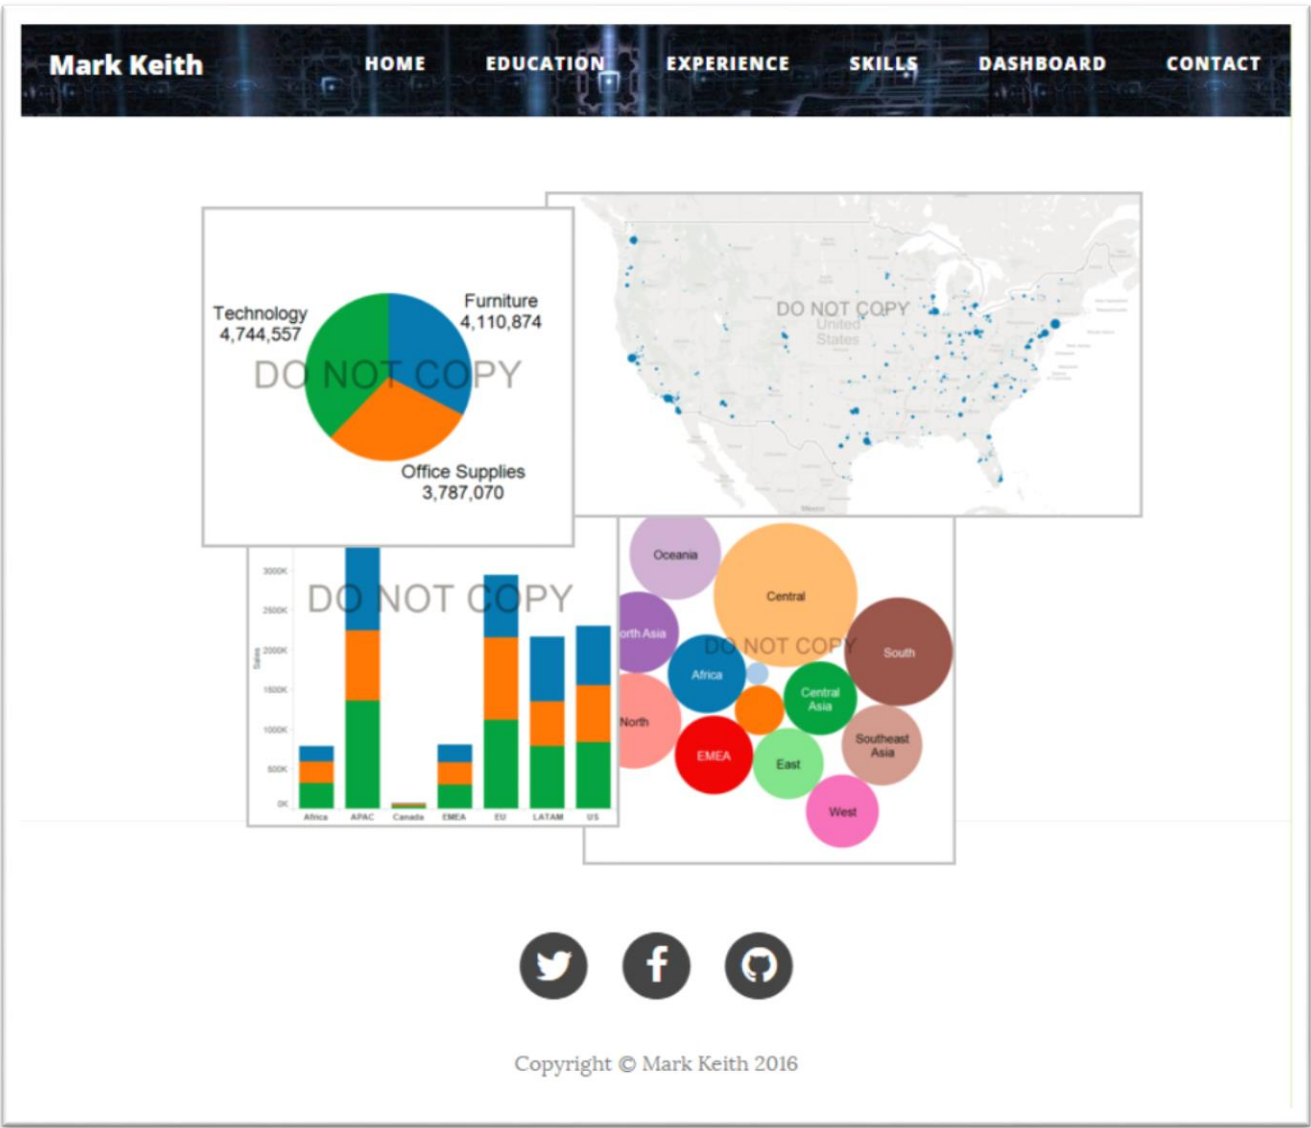 Mark Keith
HOME EDUCATION EXPERIENCE SKILLS DASHBOARD CONTACT
Technology
4,744,557
Furniture
4,110,874
DO NOT COPY
Office Supplies
3,787,070
DO NOT COPY
United
States
Mexico
3000K
2500K
2000K
1500K
1000K
500K
0K
Sales
DO NOT COPY
Africa APAC Canada EMEA EU LATAM US
Oceania
Central
orth Asia
DO NOT COPY
South
Africa
Central
Asia
North
Southeast
Asia
EMEA
East
West
Copyright © Mark Keith 2016